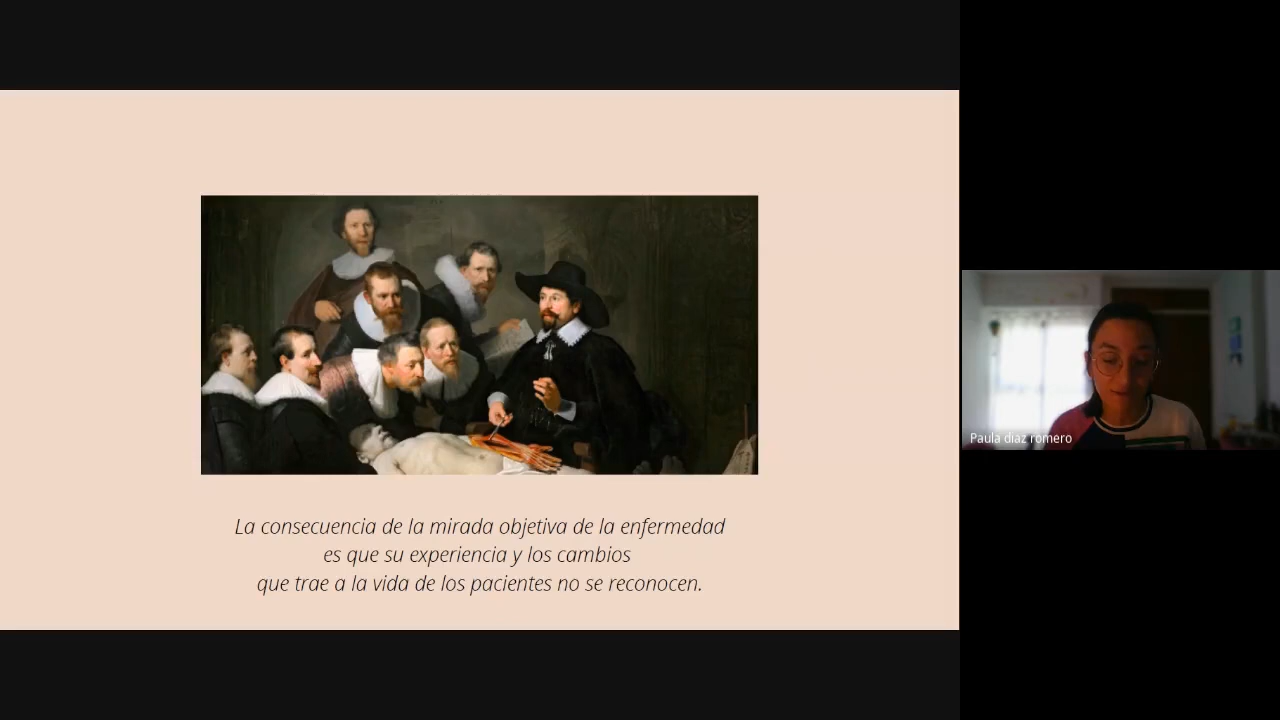 La consecuencia de la mirada objetiva de la enfermedad
es que su experiencia y los cambios
que trae a la vida de los pacientes no se reconocen.
Paula diaz romero